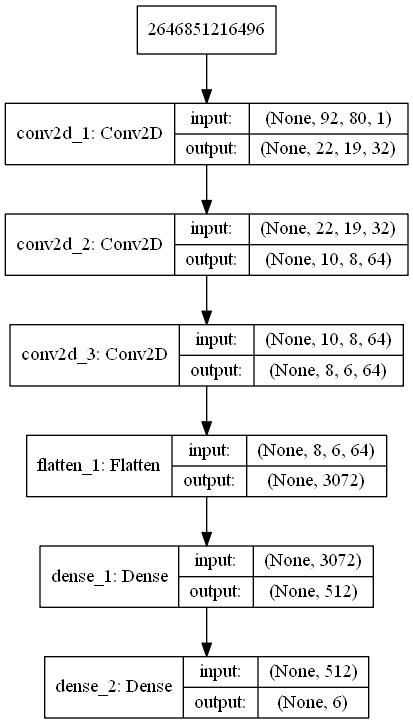 2646851216496
conv2d_1: Conv2D
input:
(None, 92, 80, 1)
output:
(None, 22, 19, 32)
conv2d_2: Conv2D
input:
(None, 22, 19, 32)
output:
(None, 10, 8, 64)
conv2d_3: Conv2D
input:
(None, 10, 8, 64)
output:
(None, 8, 6, 64)
flatten_1: Flatten
input:
(None, 8, 6, 64)
output:
(None, 3072)
dense_1: Dense
input:
(None, 3072)
output:
(None, 512)
dense_2: Dense
input:
(None, 512)
output:
(None, 6)